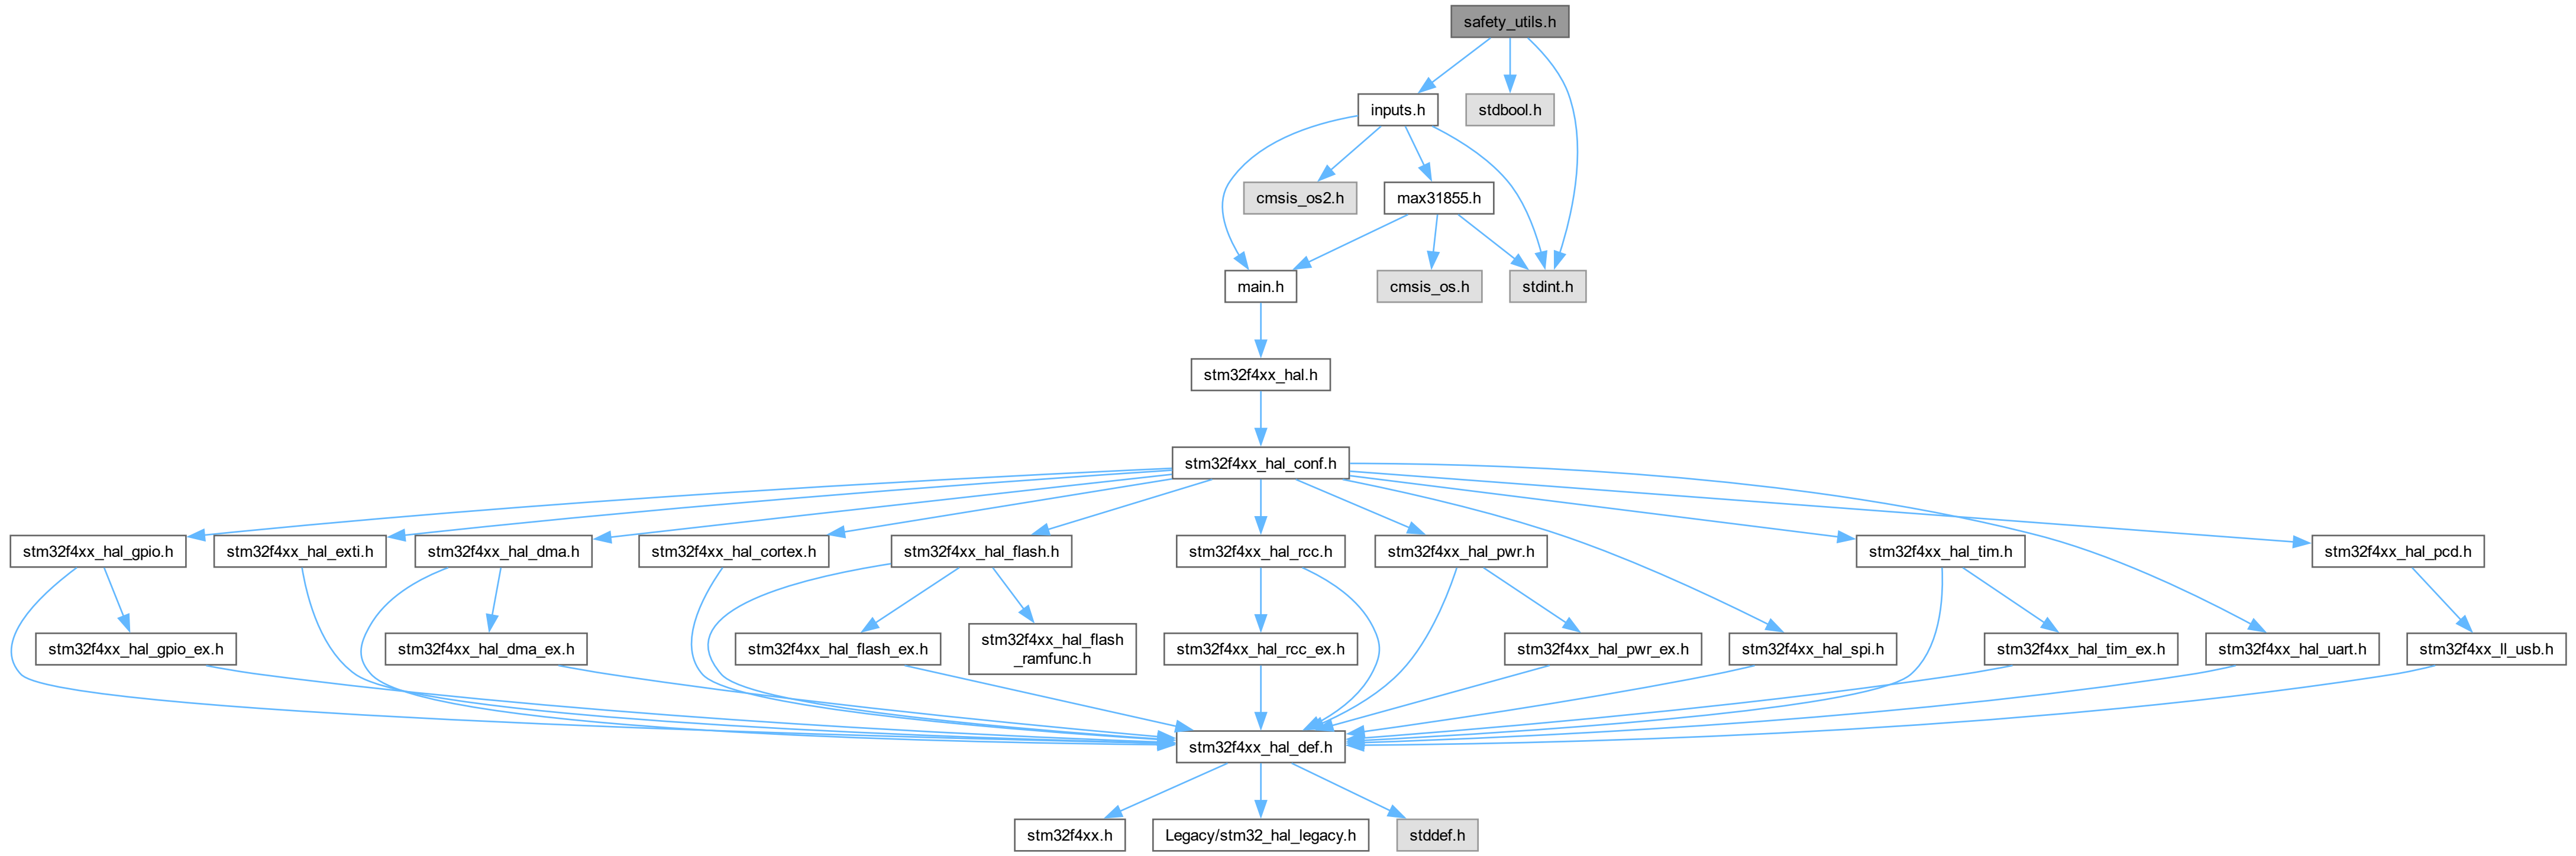 safety_utils.h
inputs.h
stdbool.h
cmsis_os2.h
max31855.h
main.h
cmsis_os.h
stdint.h
stm32f4xx_hal.h
stm32f4xx_hal_conf.h
stm32f4xx_hal_gpio.h
stm32f4xx_hal_exti.h
stm32f4xx_hal_dma.h
stm32f4xx_hal_cortex.h
stm32f4xx_hal_flash.h
stm32f4xx_hal_rcc.h
stm32f4xx_hal_pwr.h
stm32f4xx_hal_tim.h
stm32f4xx_hal_pcd.h
stm32f4xx_hal_gpio_ex.h
stm32f4xx_hal_dma_ex.h
stm32f4xx_hal_flash_ex.h
stm32f4xx_hal_flash
_ramfunc.h
stm32f4xx_hal_rcc_ex.h
stm32f4xx_hal_pwr_ex.h
stm32f4xx_hal_spi.h
stm32f4xx_hal_tim_ex.h
stm32f4xx_hal_uart.h
stm32f4xx_ll_usb.h
stm32f4xx_hal_def.h
stm32f4xx.h
Legacy/stm32_hal_legacy.h
stddef.h